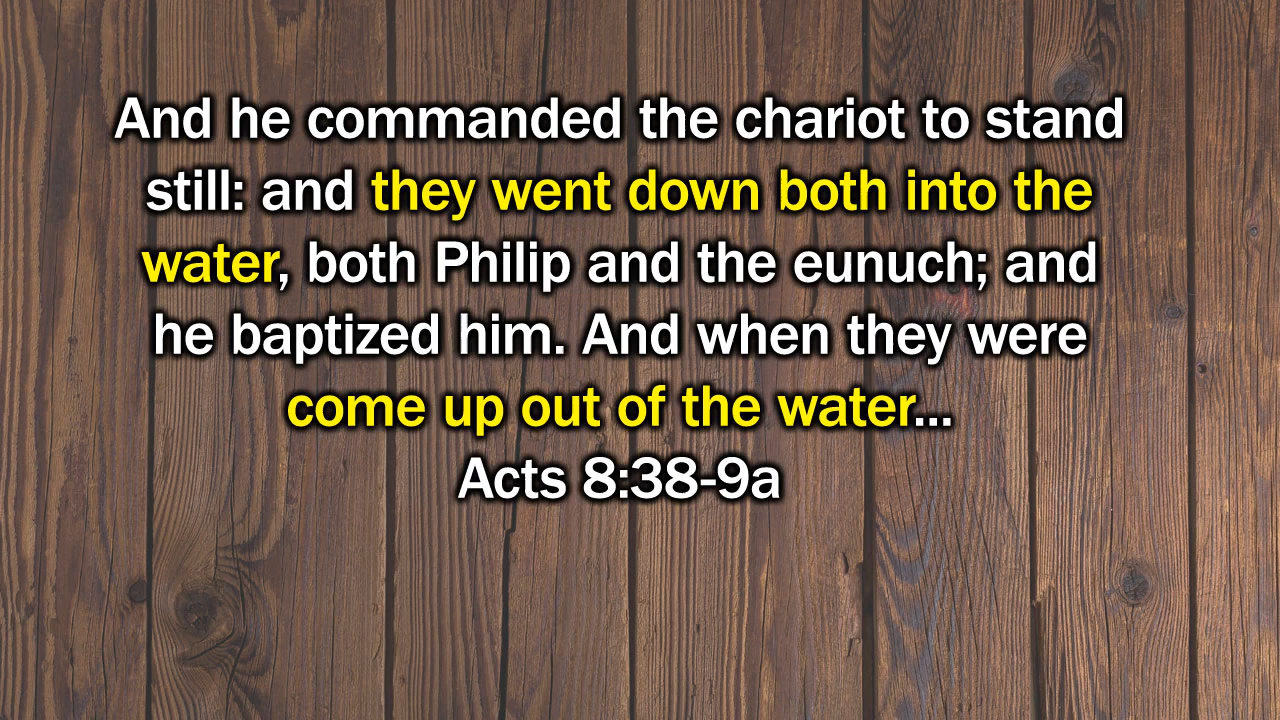 And he commanded the chariot to stand
still: and they went down both into the
water, both Philip and the eunuch; and
he baptized him. And when they were
come up out of the water...
Acts 8:38-9a